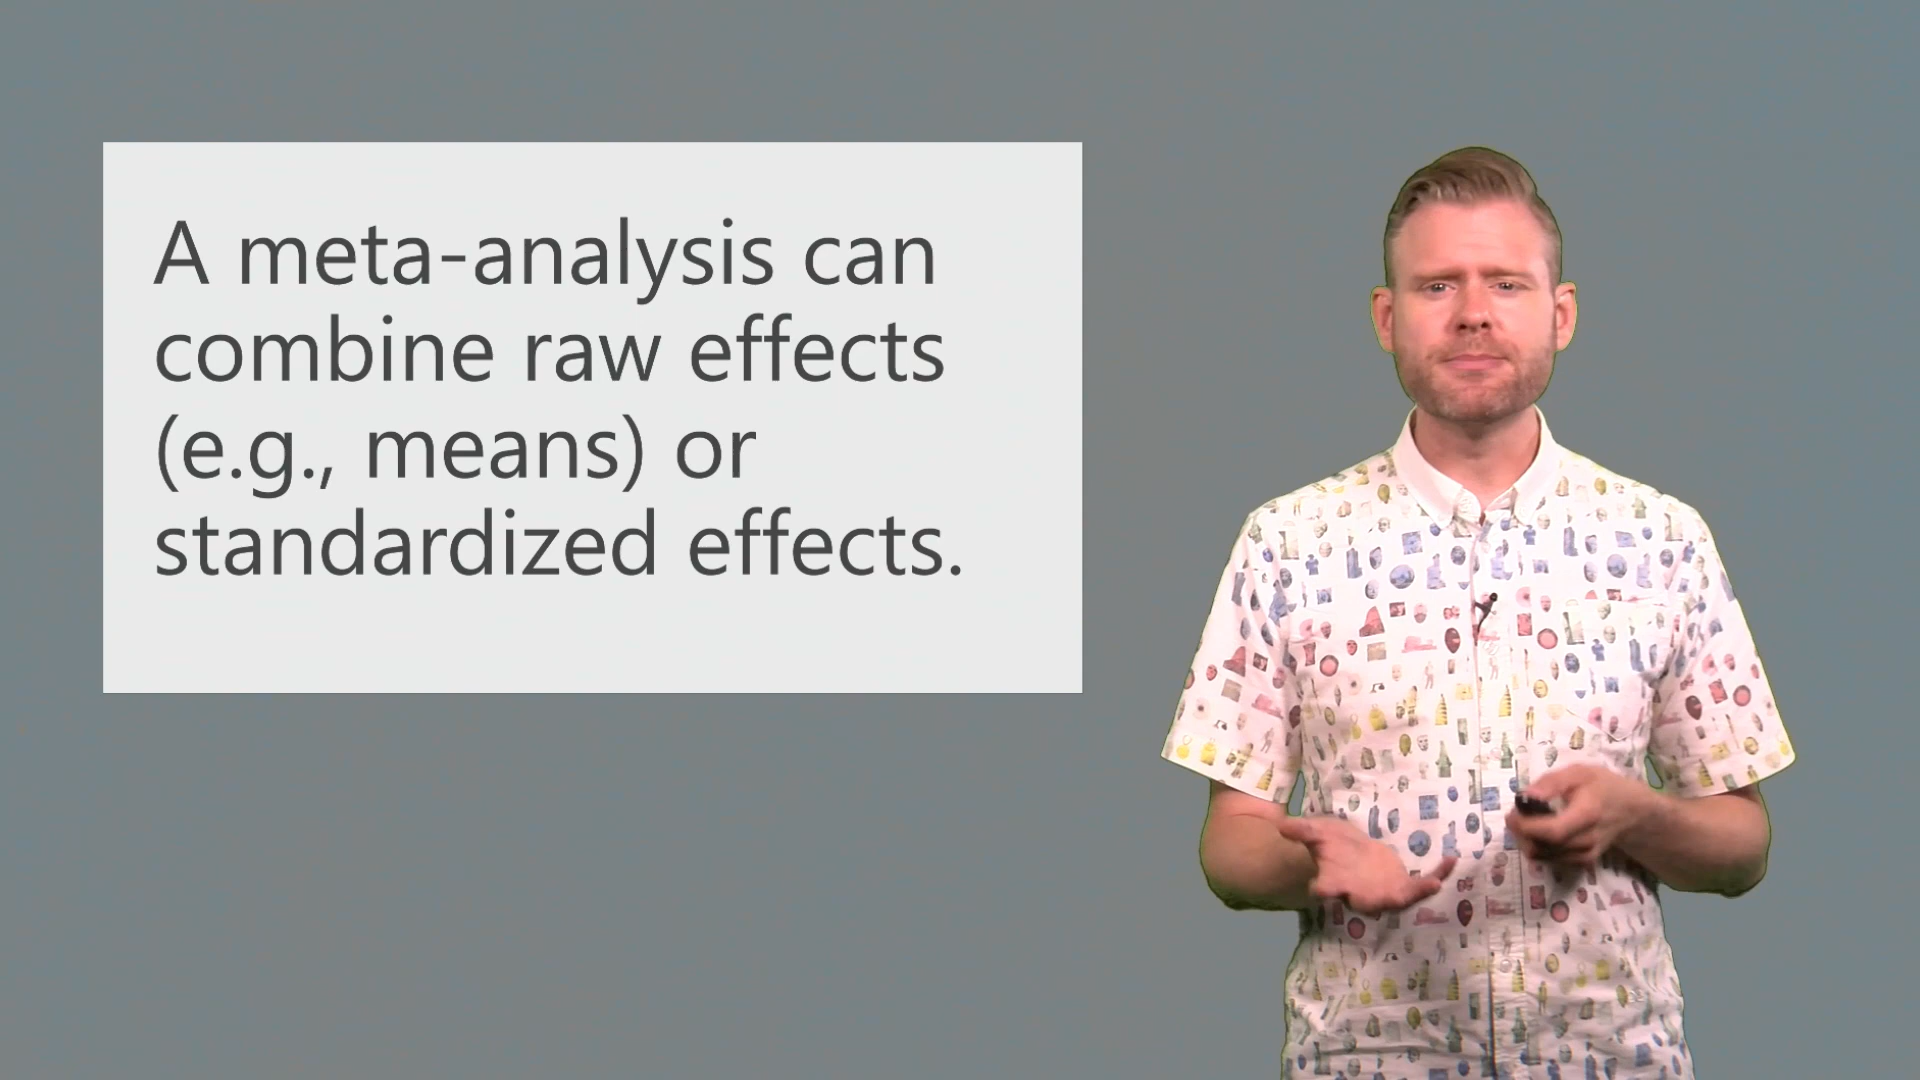 A meta-analysis can
combine raw effects
(e.g., means) or
standardized effects.